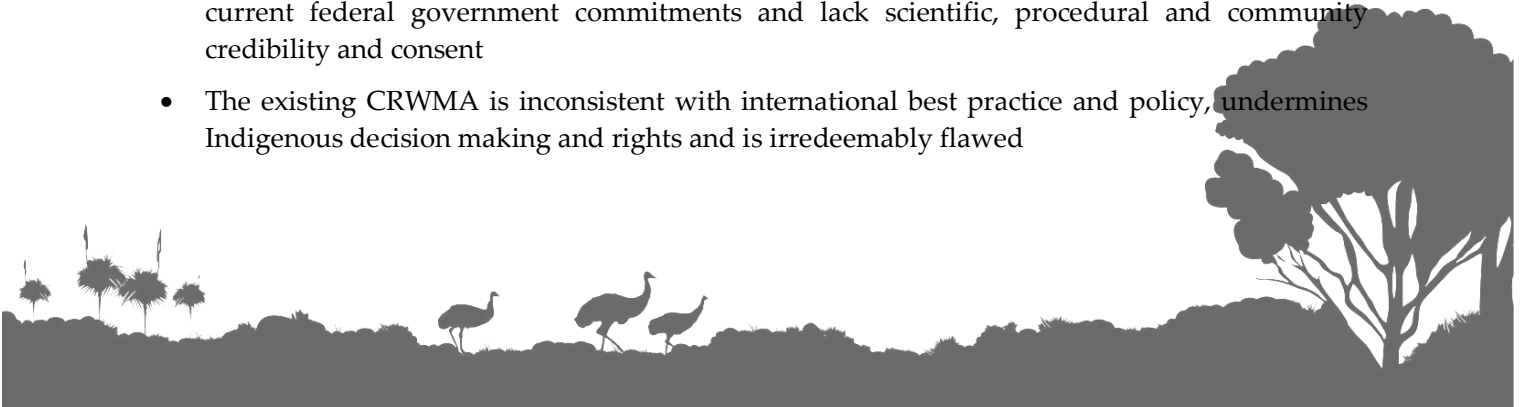 current federal government commitments and lack scientific, procedural and community
credibility and consent
• The existing CRWMA is inconsistent with international best practice and policy, undermines
Indigenous decision making and rights and is irredeemably flawed